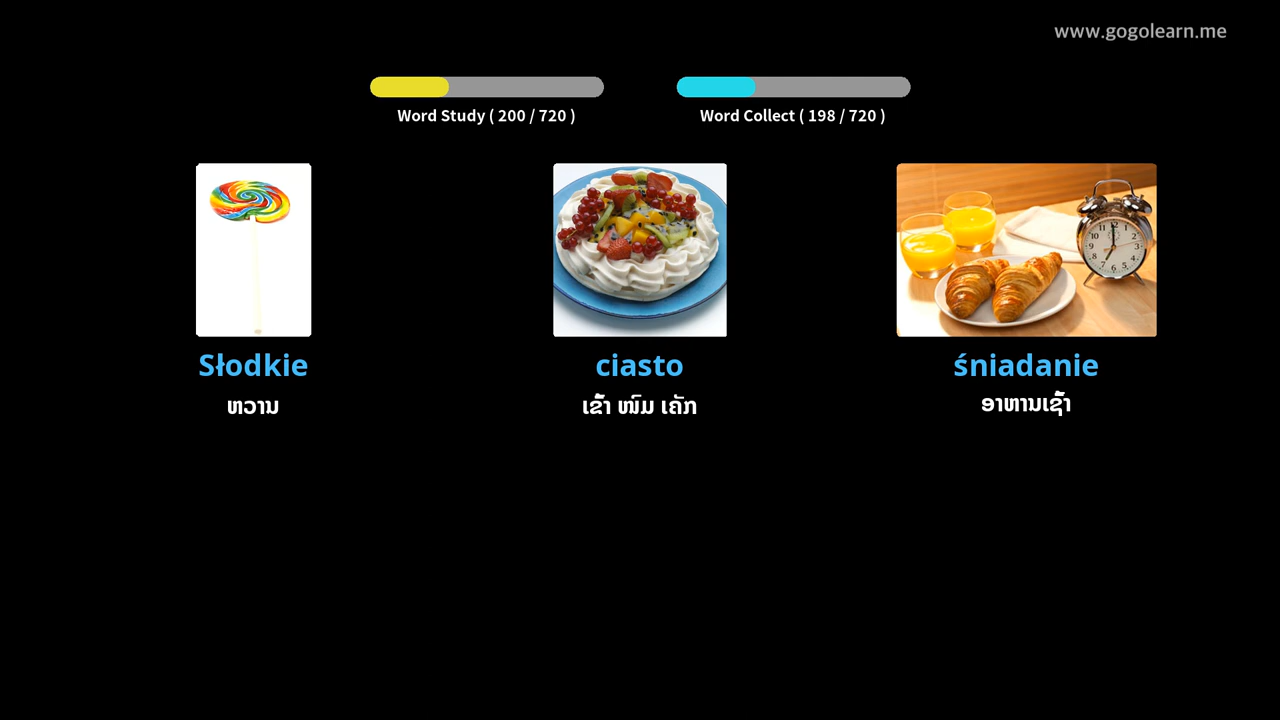 www.gogolearn.me
Word Study ( 200 / 720 )
Word Collect ( 198 / 720 )
Słodkie
ciasto
śniadanie
ຫວານ
ເຂົ້າ ໜົມ ເຄັກ
ອາຫານເຊົ້າ